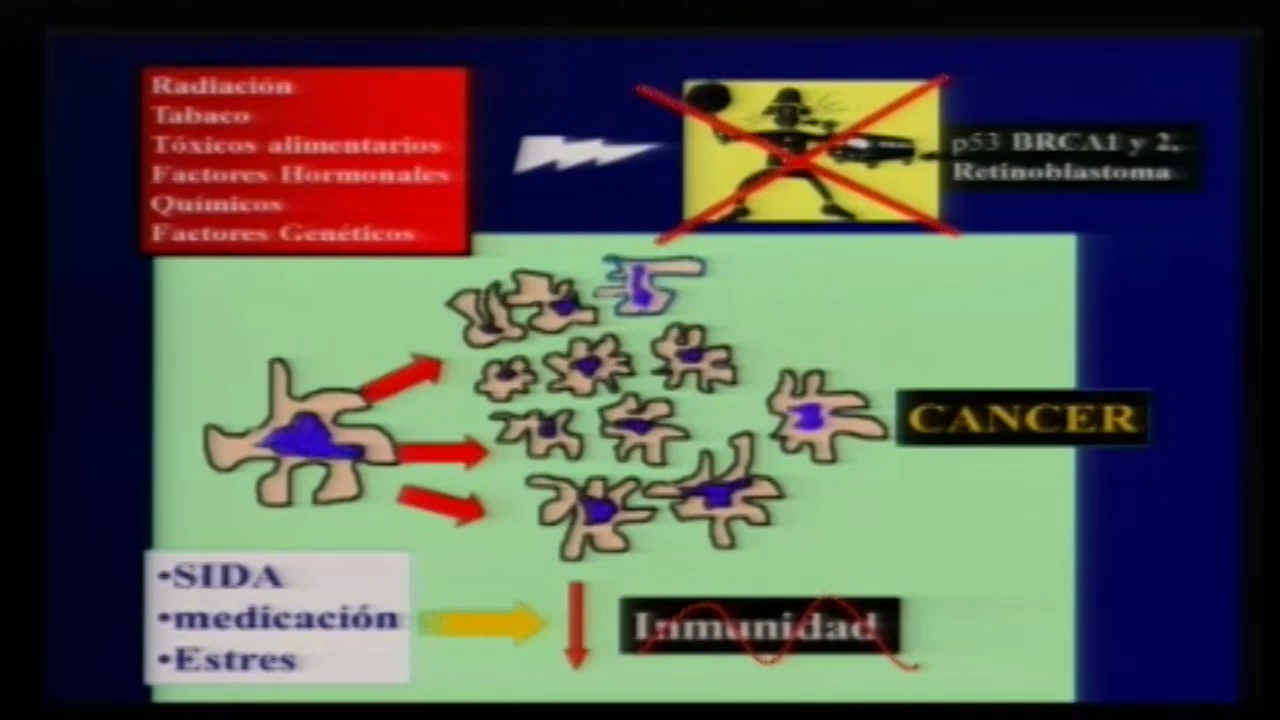 Radiación
Tabaco
Tóxicos alimentarios
Factores Hormonales
Químicos
Factores Genéticos
p53 BRCA1 y 2,
Retinoblastoma
CANCER
•SIDA
•medicación
•Estres
Inmunidad